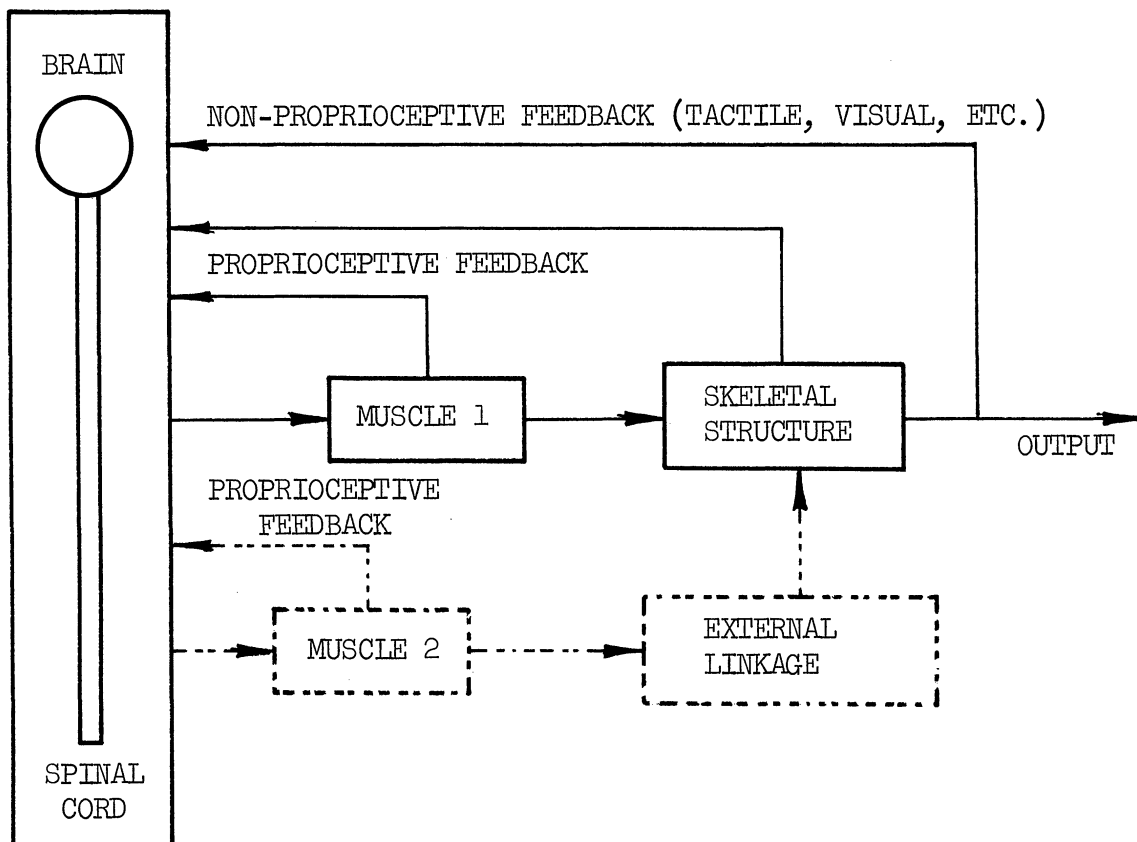 BRAIN
NON-PROPRIOCEPTIVE FEEDBACK (TACTILE, VISUAL, ETC.)
PROPRIOCEPTIVE FEEDBACK
MUSCLE 1
SKELETAL
STRUCTURE
OUTPUT
PROPRIOCEPTIVE
FEEDBACK
MUSCLE 2
EXTERNAL
LINKAGE
SPINAL
CORD